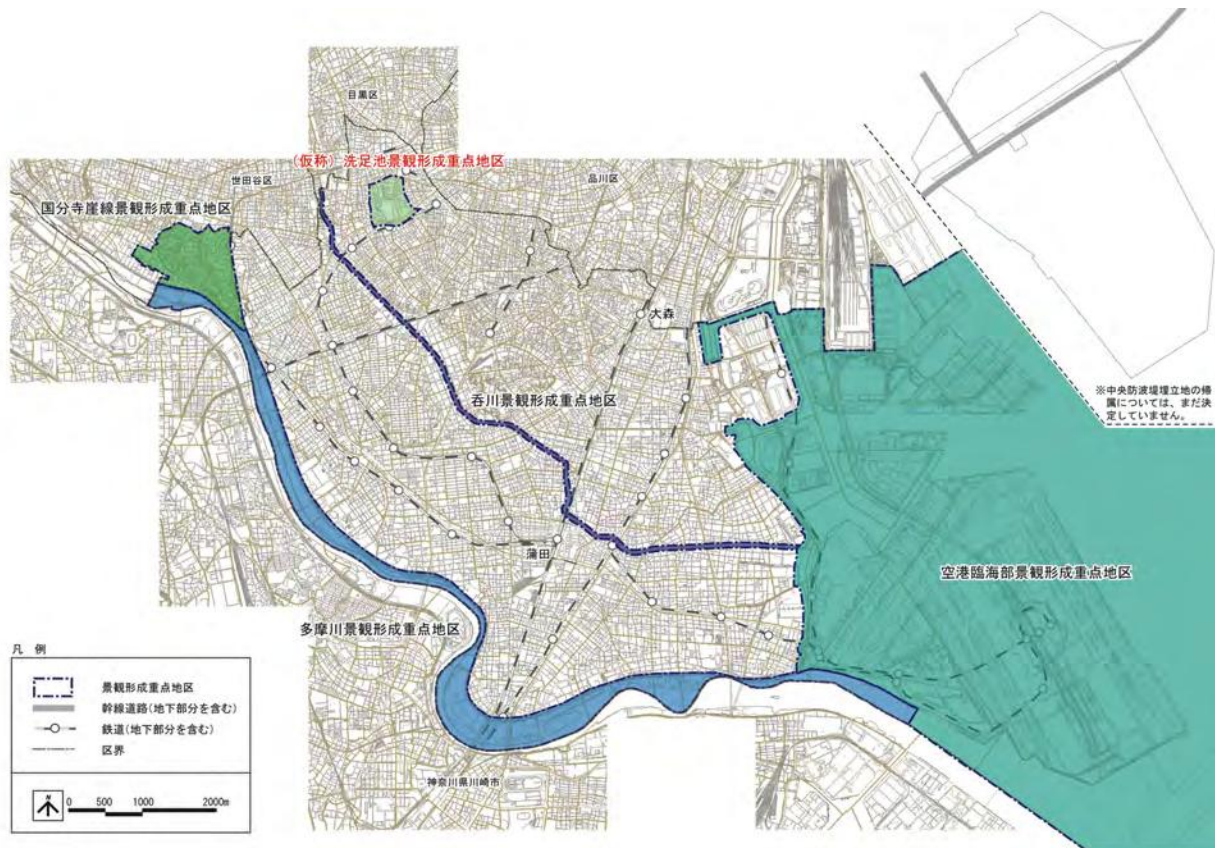 目黒区
(仮称) 洗足池景観形成重点地区
世田谷区
品川区
国分寺崖線景観形成重点地区
大森
※中央防波堤埋立地の帰
属については、まだ決
定していません。
呑川景観形成重点地区
蒲田
空港臨海部景観形成重点地区
多摩川景観形成重点地区
神奈川県川崎市
凡 例
景観形成重点地区
幹線道路(地下部分を含む)
鉄道(地下部分を含む)
区界
N
0 500 1000 2000m